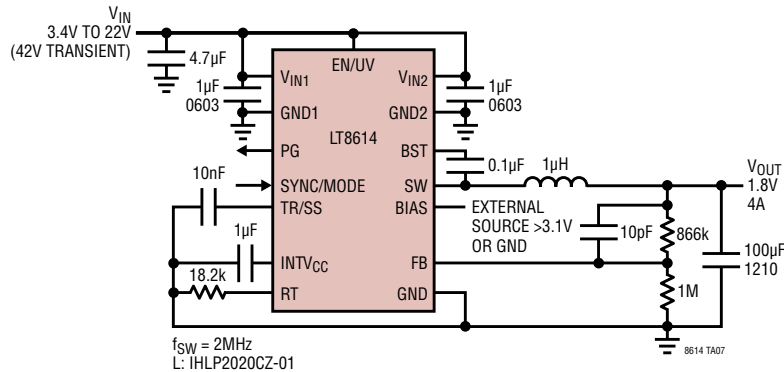 VIN
3.4V TO 22V
(42V TRANSIENT)
4.7µF
EN/UV
VIN1
VIN2
1µF
0603
1µF
0603
GND1
GND2
LT8614
PG
BST
0.1µF
1µH
VOUT
1.8V
4A
10nF
SYNC/MODE
SW
TR/SS
BIAS
EXTERNAL
SOURCE >3.1V
OR GND
10pF
866k
1µF
100µF
1210
INTVCC
FB
18.2k
1M
RT
GND
fSW = 2MHz
L: IHLP2020CZ-01
8614 TA07